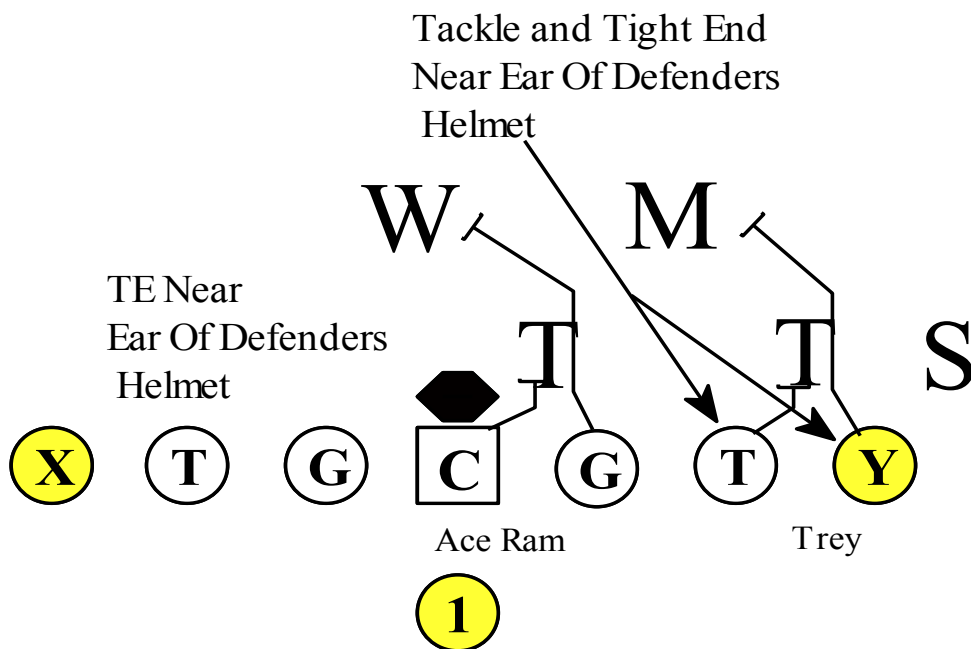 Tackle and Tight End
Near Ear Of Defenders
Helmet
W M
TE Near
Ear Of Defenders
Helmet
T T S
X T G C G T Y
Ace Ram Trey
1